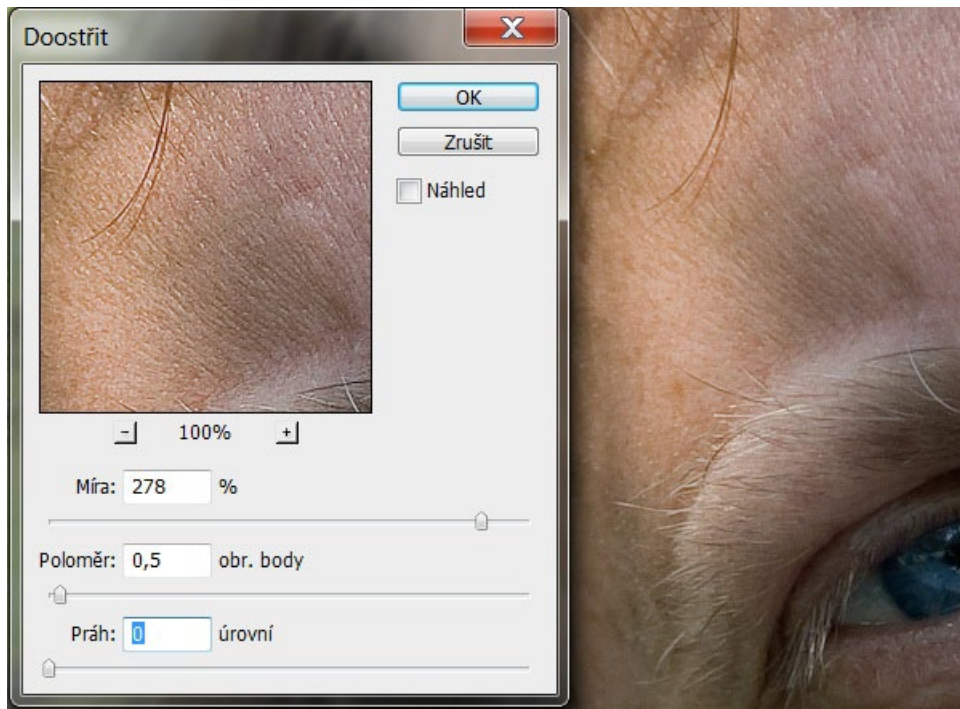 Doostřit
OK
Zrušit
Náhled
- 100% +
Míra: 278 %
Poloměr: 0,5 obr. body
Práh: 0 úrovní